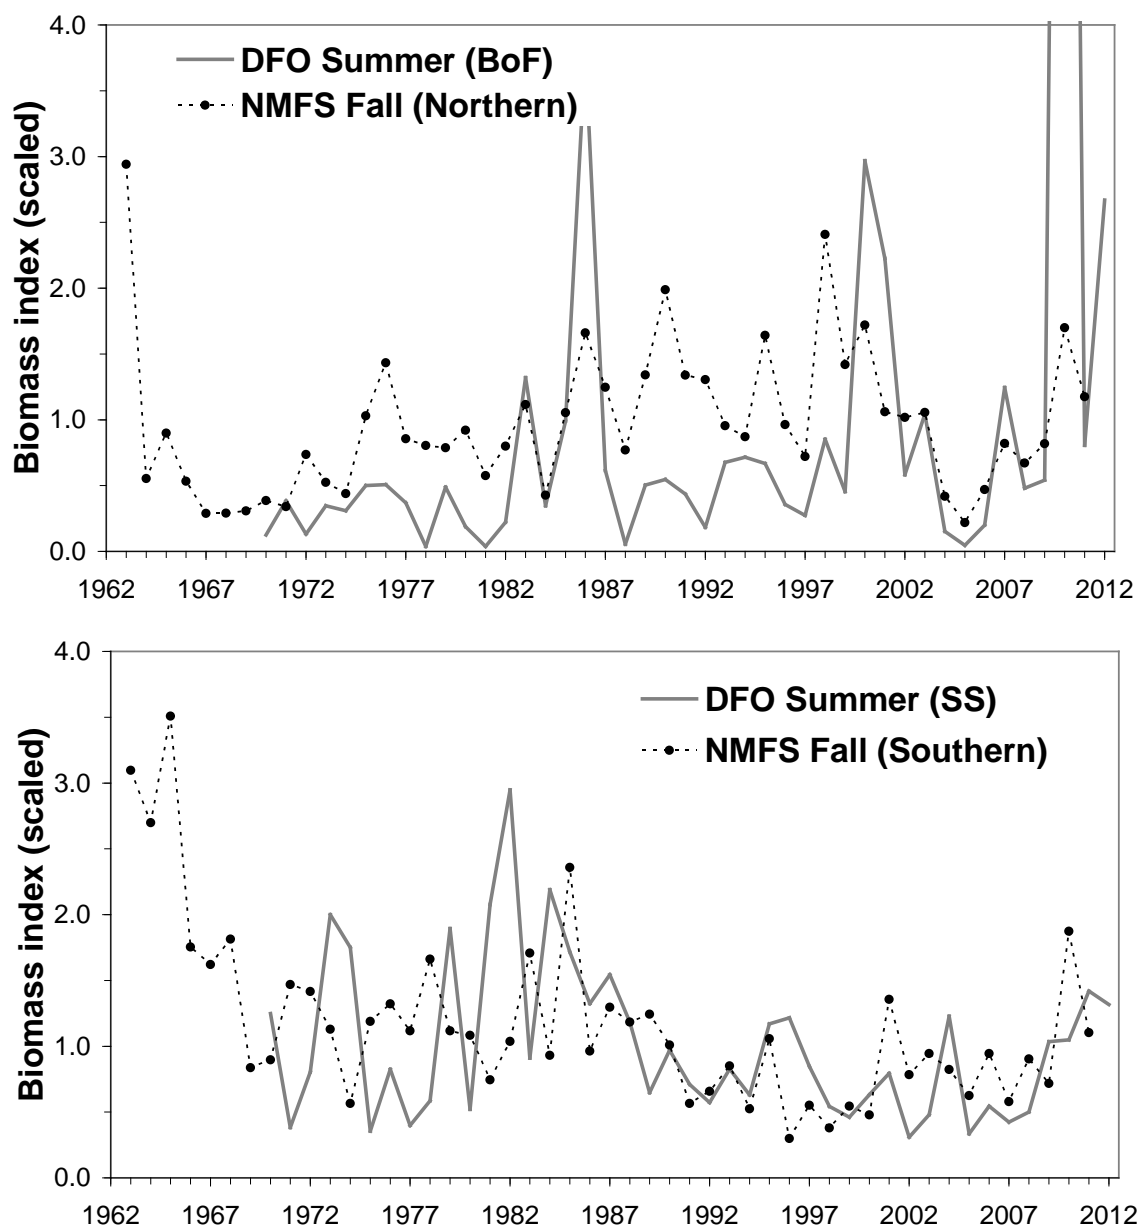 4.0
DFO Summer (BoF)
NMFS Fall (Northern)
3.0
2.0
1.0
0.0
Biomass index (scaled)
1962 1967 1972 1977 1982 1987 1992 1997 2002 2007 2012
4.0
DFO Summer (SS)
NMFS Fall (Southern)
3.0
2.0
1.0
0.0
Biomass index (scaled)
1962 1967 1972 1977 1982 1987 1992 1997 2002 2007 2012